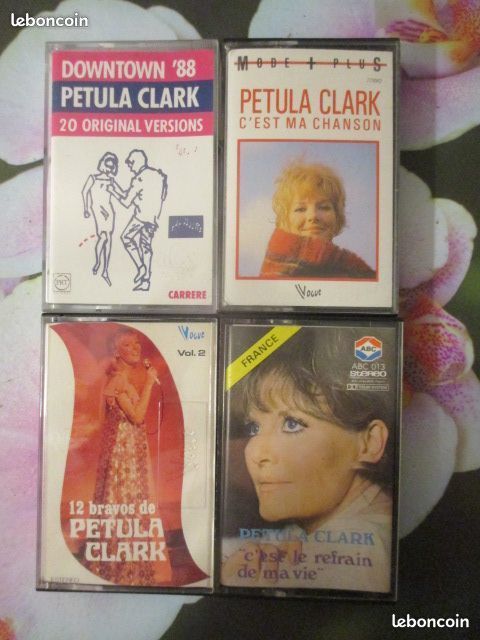 leboncoin
DOWNTOWN '88
PETULA CLARK
20 ORIGINAL VERSIONS
CARRERE
MODE + PLUS
PETULA CLARK
C'EST MA CHANSON
Vogue
Vogue
Vol. 2
12 bravos de
PETULA
CLARK
FRANCE
ABC
ABC 013
stereo
PETULA CLARK
"c'est le refrain
de ma vie"
leboncoin